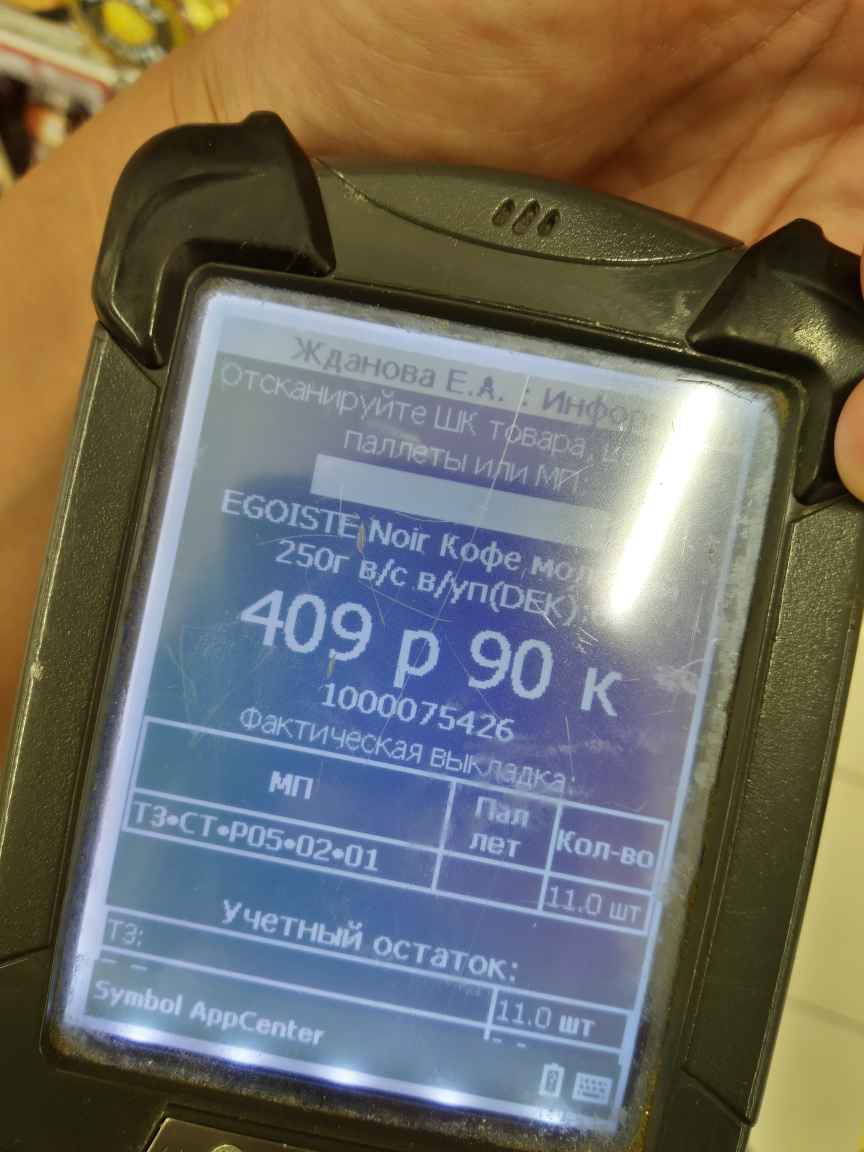 Жданова Е.А. : Инфор
Отсканируйте ШК товара,
паллеты или МП
EGOISTE Noir Кофе мол
250г в/с в/уп(DEK):
409 р 90 к
1000075426
Фактическая выкладка:
МП Пал лет Кол-во
ТЗ•СТ•Р05•02•01 11.0 шт
Учетный остаток:
ТЗ: 11.0 шт
Symbol AppCenter